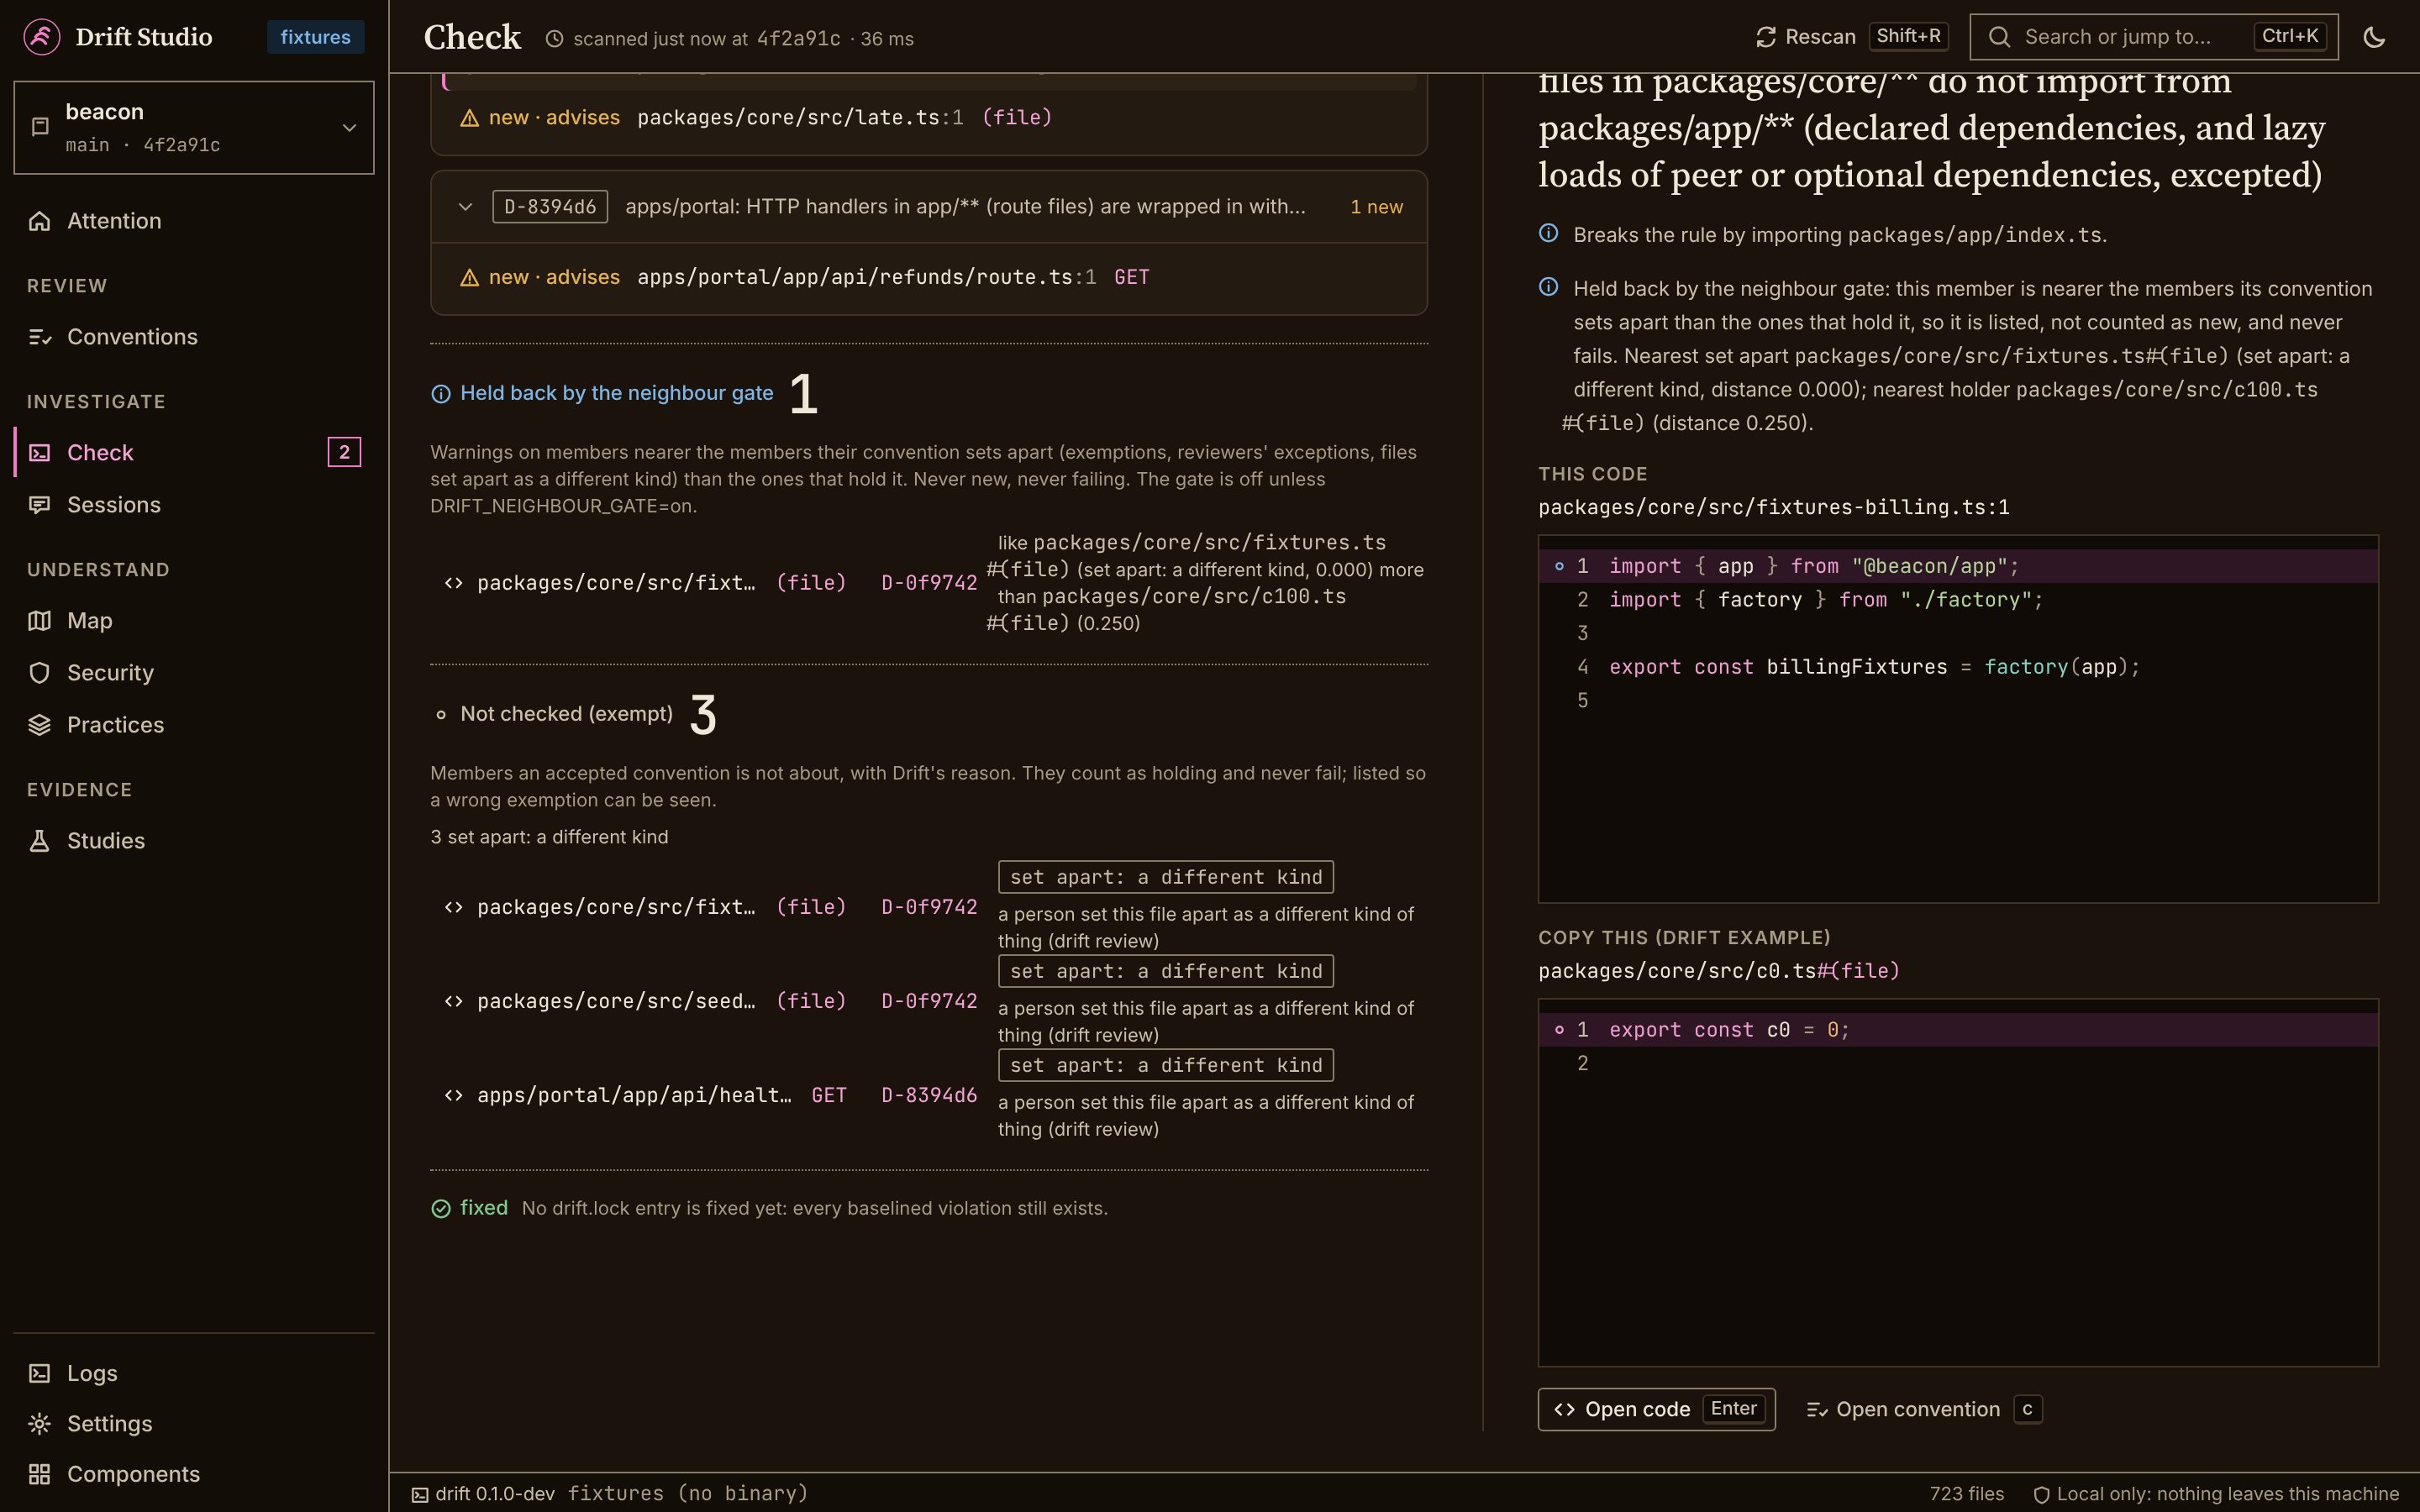 Drift Studio
fixtures
beacon
main · 4f2a91c
Attention
REVIEW
Conventions
INVESTIGATE
Check
2
Sessions
UNDERSTAND
Map
Security
Practices
EVIDENCE
Studies
Logs
Settings
Components
Check
scanned just now at 4f2a91c · 36 ms
Rescan
Shift+R
Search or jump to...
Ctrl+K
new · advises packages/core/src/late.ts:1 (file)
D-8394d6 apps/portal: HTTP handlers in app/** (route files) are wrapped in with... 1 new
new · advises apps/portal/app/api/refunds/route.ts:1 GET
Held back by the neighbour gate 1
Warnings on members nearer the members their convention sets apart (exemptions, reviewers' exceptions, files
set apart as a different kind) than the ones that hold it. Never new, never failing. The gate is off unless
DRIFT_NEIGHBOUR_GATE=on.
packages/core/src/fixt… (file) D-0f9742
like packages/core/src/fixtures.ts
#(file) (set apart: a different kind, 0.000) more
than packages/core/src/c100.ts
#(file) (0.250)
Not checked (exempt) 3
Members an accepted convention is not about, with Drift's reason. They count as holding and never fail; listed so
a wrong exemption can be seen.
3 set apart: a different kind
packages/core/src/fixt… (file) D-0f9742
set apart: a different kind
a person set this file apart as a different kind of
thing (drift review)
packages/core/src/seed… (file) D-0f9742
set apart: a different kind
a person set this file apart as a different kind of
thing (drift review)
apps/portal/app/api/healt… GET D-8394d6
set apart: a different kind
a person set this file apart as a different kind of
thing (drift review)
fixed No drift.lock entry is fixed yet: every baselined violation still exists.
files in packages/core/** do not import from
packages/app/** (declared dependencies, and lazy
loads of peer or optional dependencies, excepted)
Breaks the rule by importing packages/app/index.ts.
Held back by the neighbour gate: this member is nearer the members its convention
sets apart than the ones that hold it, so it is listed, not counted as new, and never
fails. Nearest set apart packages/core/src/fixtures.ts#(file) (set apart: a
different kind, distance 0.000); nearest holder packages/core/src/c100.ts
#(file) (distance 0.250).
THIS CODE
packages/core/src/fixtures-billing.ts:1
1 import { app } from "@beacon/app";
2 import { factory } from "./factory";
3
4 export const billingFixtures = factory(app);
5
COPY THIS (DRIFT EXAMPLE)
packages/core/src/c0.ts#(file)
1 export const c0 = 0;
2
Open code Enter
Open convention c
drift 0.1.0-dev fixtures (no binary)
723 files
Local only: nothing leaves this machine